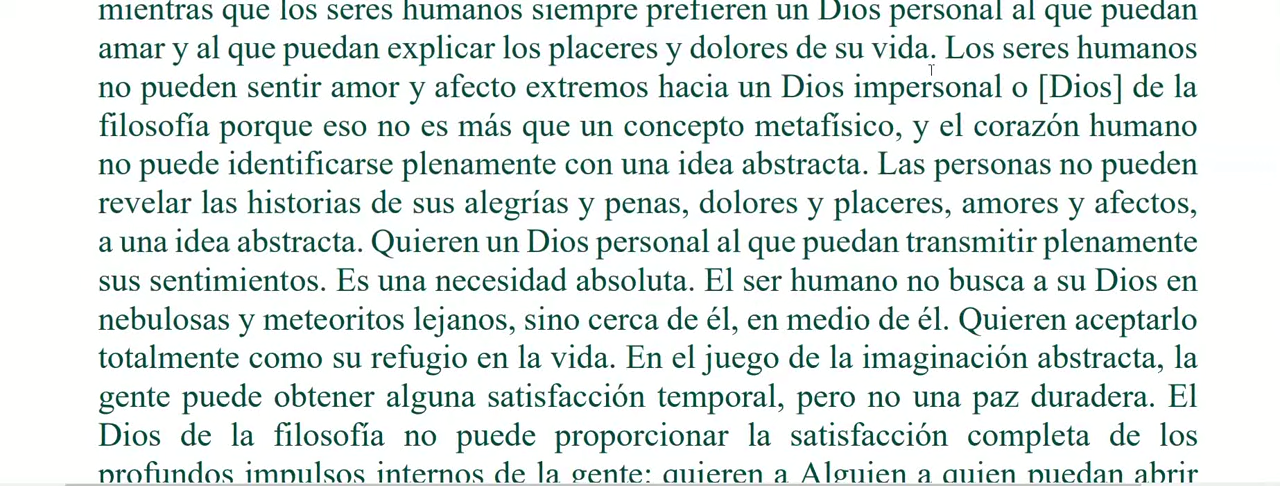 mientras que los seres humanos siempre prefieren un Dios personal al que puedan
amar y al que puedan explicar los placeres y dolores de su vida. Los seres humanos
no pueden sentir amor y afecto extremos hacia un Dios impersonal o [Dios] de la
filosofía porque eso no es más que un concepto metafísico, y el corazón humano
no puede identificarse plenamente con una idea abstracta. Las personas no pueden
revelar las historias de sus alegrías y penas, dolores y placeres, amores y afectos,
a una idea abstracta. Quieren un Dios personal al que puedan transmitir plenamente
sus sentimientos. Es una necesidad absoluta. El ser humano no busca a su Dios en
nebulosas y meteoritos lejanos, sino cerca de él, en medio de él. Quieren aceptarlo
totalmente como su refugio en la vida. En el juego de la imaginación abstracta, la
gente puede obtener alguna satisfacción temporal, pero no una paz duradera. El
Dios de la filosofía no puede proporcionar la satisfacción completa de los
profundos impulsos internos de la gente; quieren a Alguien a quien puedan abrir